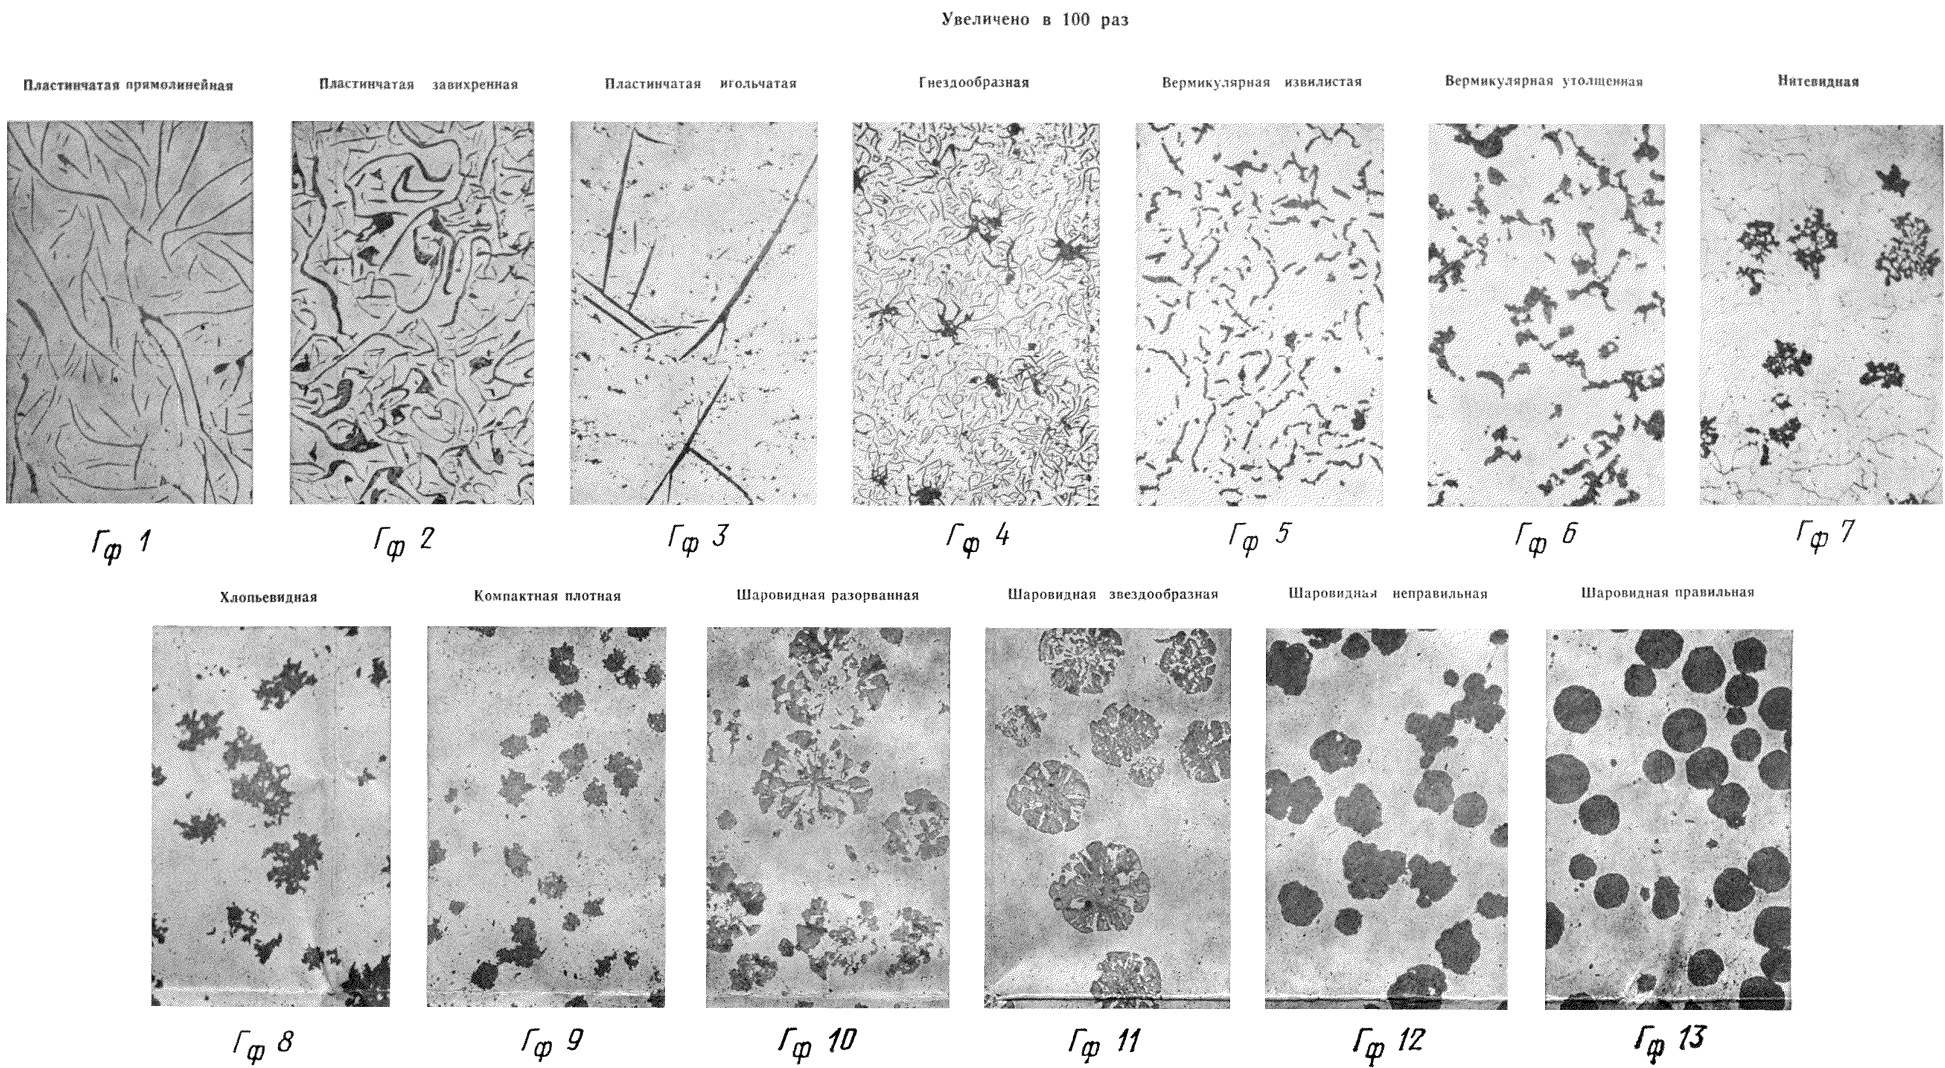 Увеличено в 100 раз
Пластинчатая прямолинейная Пластинчатая завихренная Пластинчатая игольчатая Гнездообразная Вермикулярная извилистая Вермикулярная утолщенная Нитевидная
Гф 1 Гф 2 Гф 3 Гф 4 Гф 5 Гф 6 Гф 7
Хлопьевидная Компактная плотная Шаровидная разорванная Шаровидная звездообразная Шаровидная неправильная Шаровидная правильная
Гф 8 Гф 9 Гф 10 Гф 11 Гф 12 Гф 13